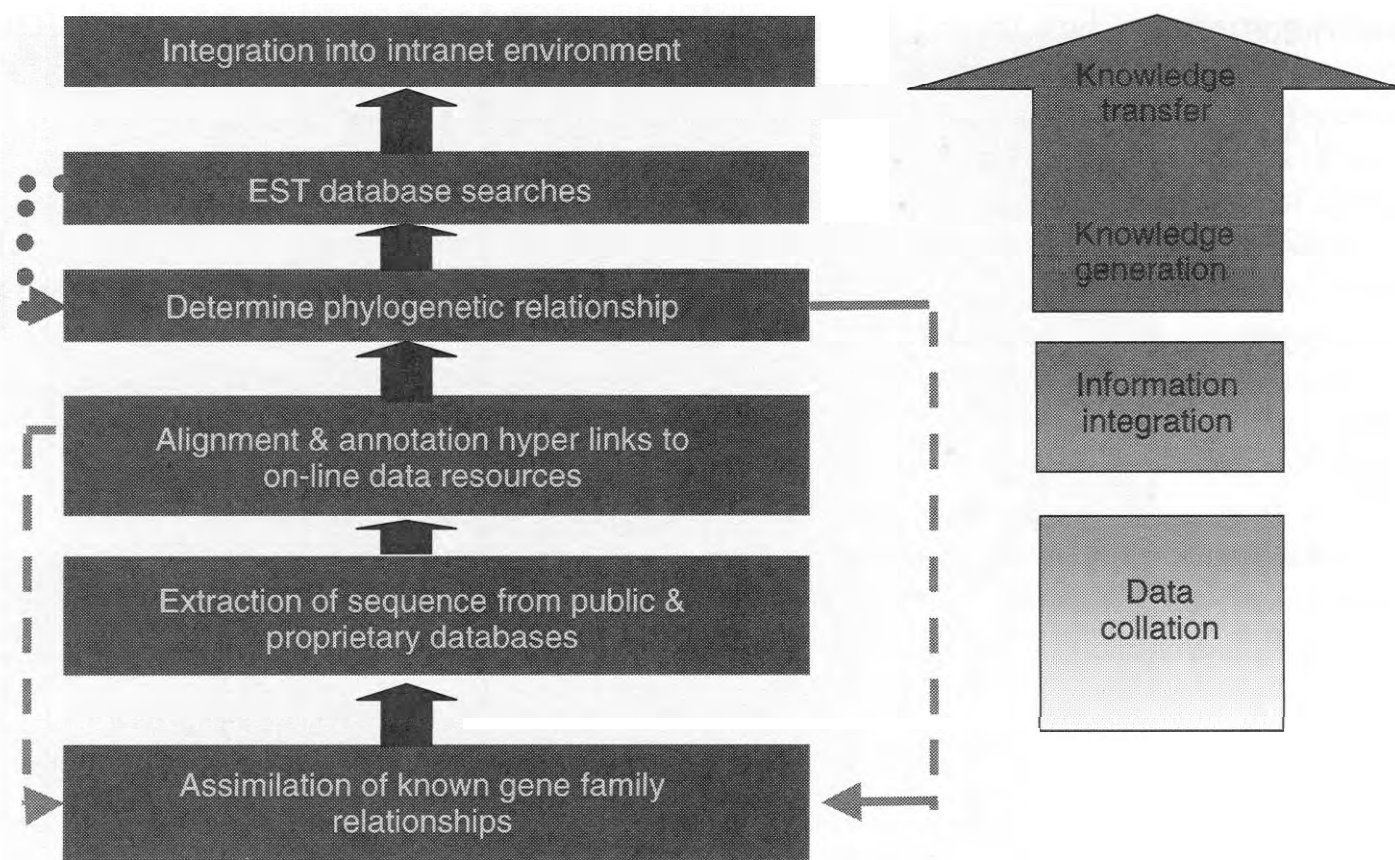 Integration into intranet environment
EST database searches
Determine phylogenetic relationship
Alignment & annotation hyper links to
on-line data resources
Extraction of sequence from public &
proprietary databases
Assimilation of known gene family
relationships
Knowledge
transfer
Knowledge
generation
Information
integration
Data
collation